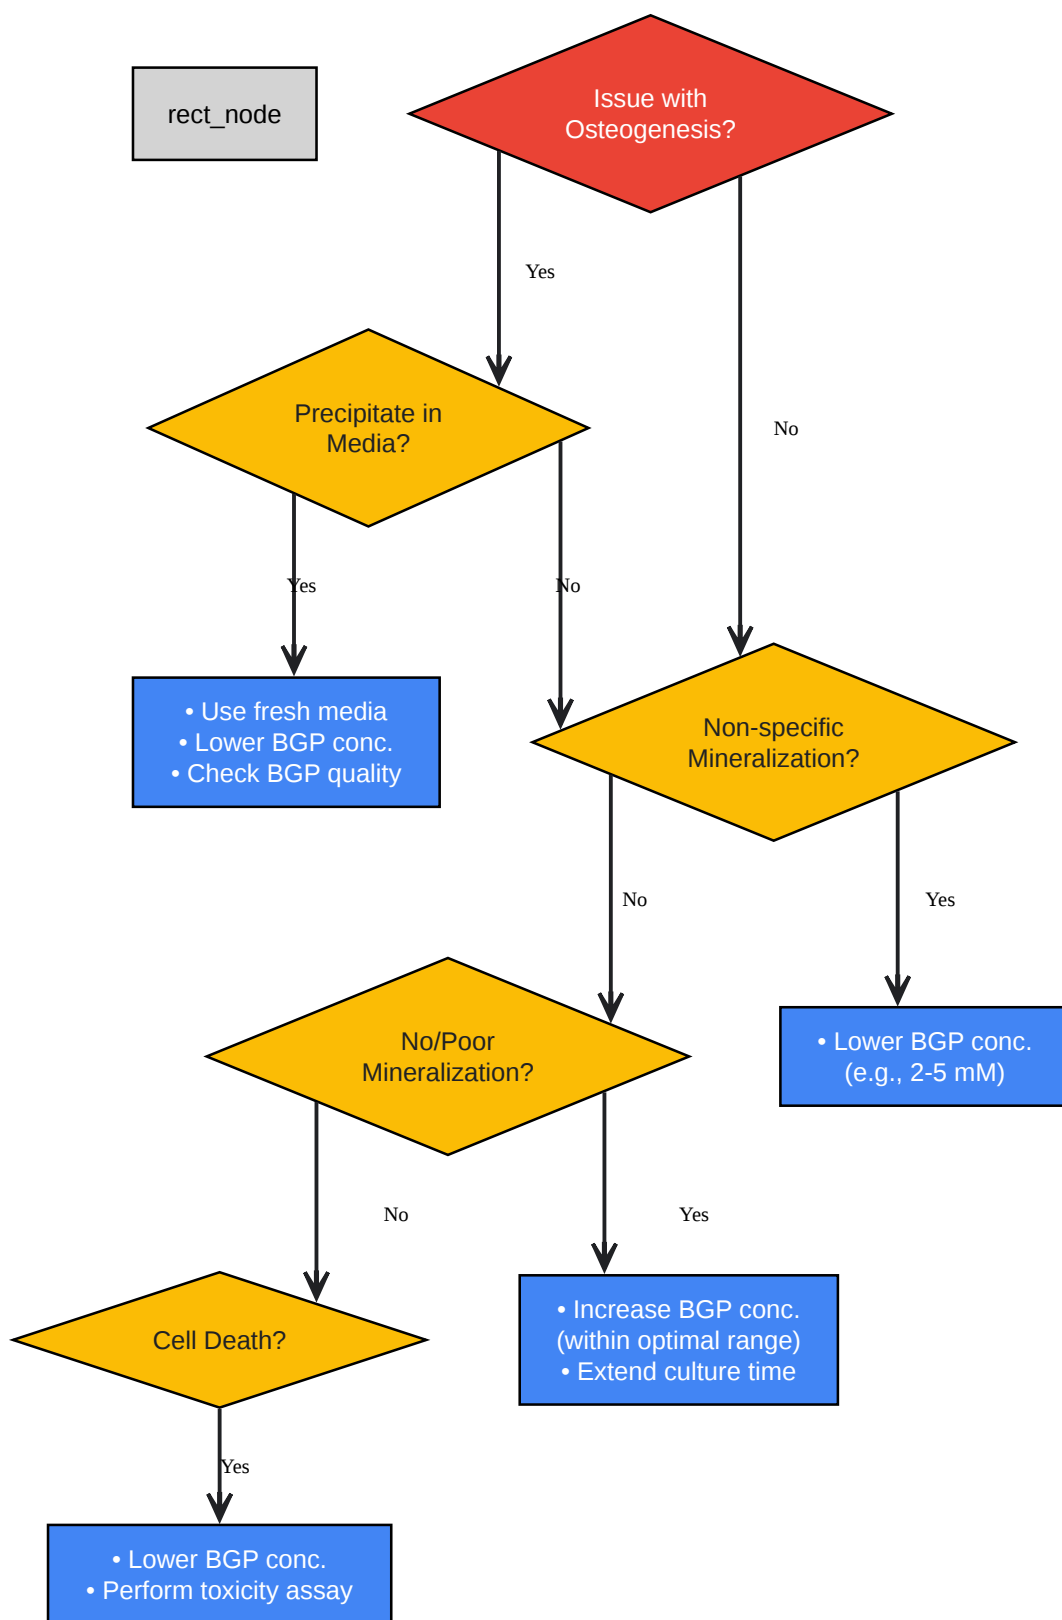 rect_node
Issue with
Osteogenesis?
Yes
Precipitate in
Media?
No
Yes
No
• Use fresh media
• Lower BGP conc.
• Check BGP quality
Non-specific
Mineralization?
No
Yes
No/Poor
Mineralization?
• Lower BGP conc.
(e.g., 2-5 mM)
No
Yes
Cell Death?
• Increase BGP conc.
(within optimal range)
• Extend culture time
Yes
• Lower BGP conc.
• Perform toxicity assay